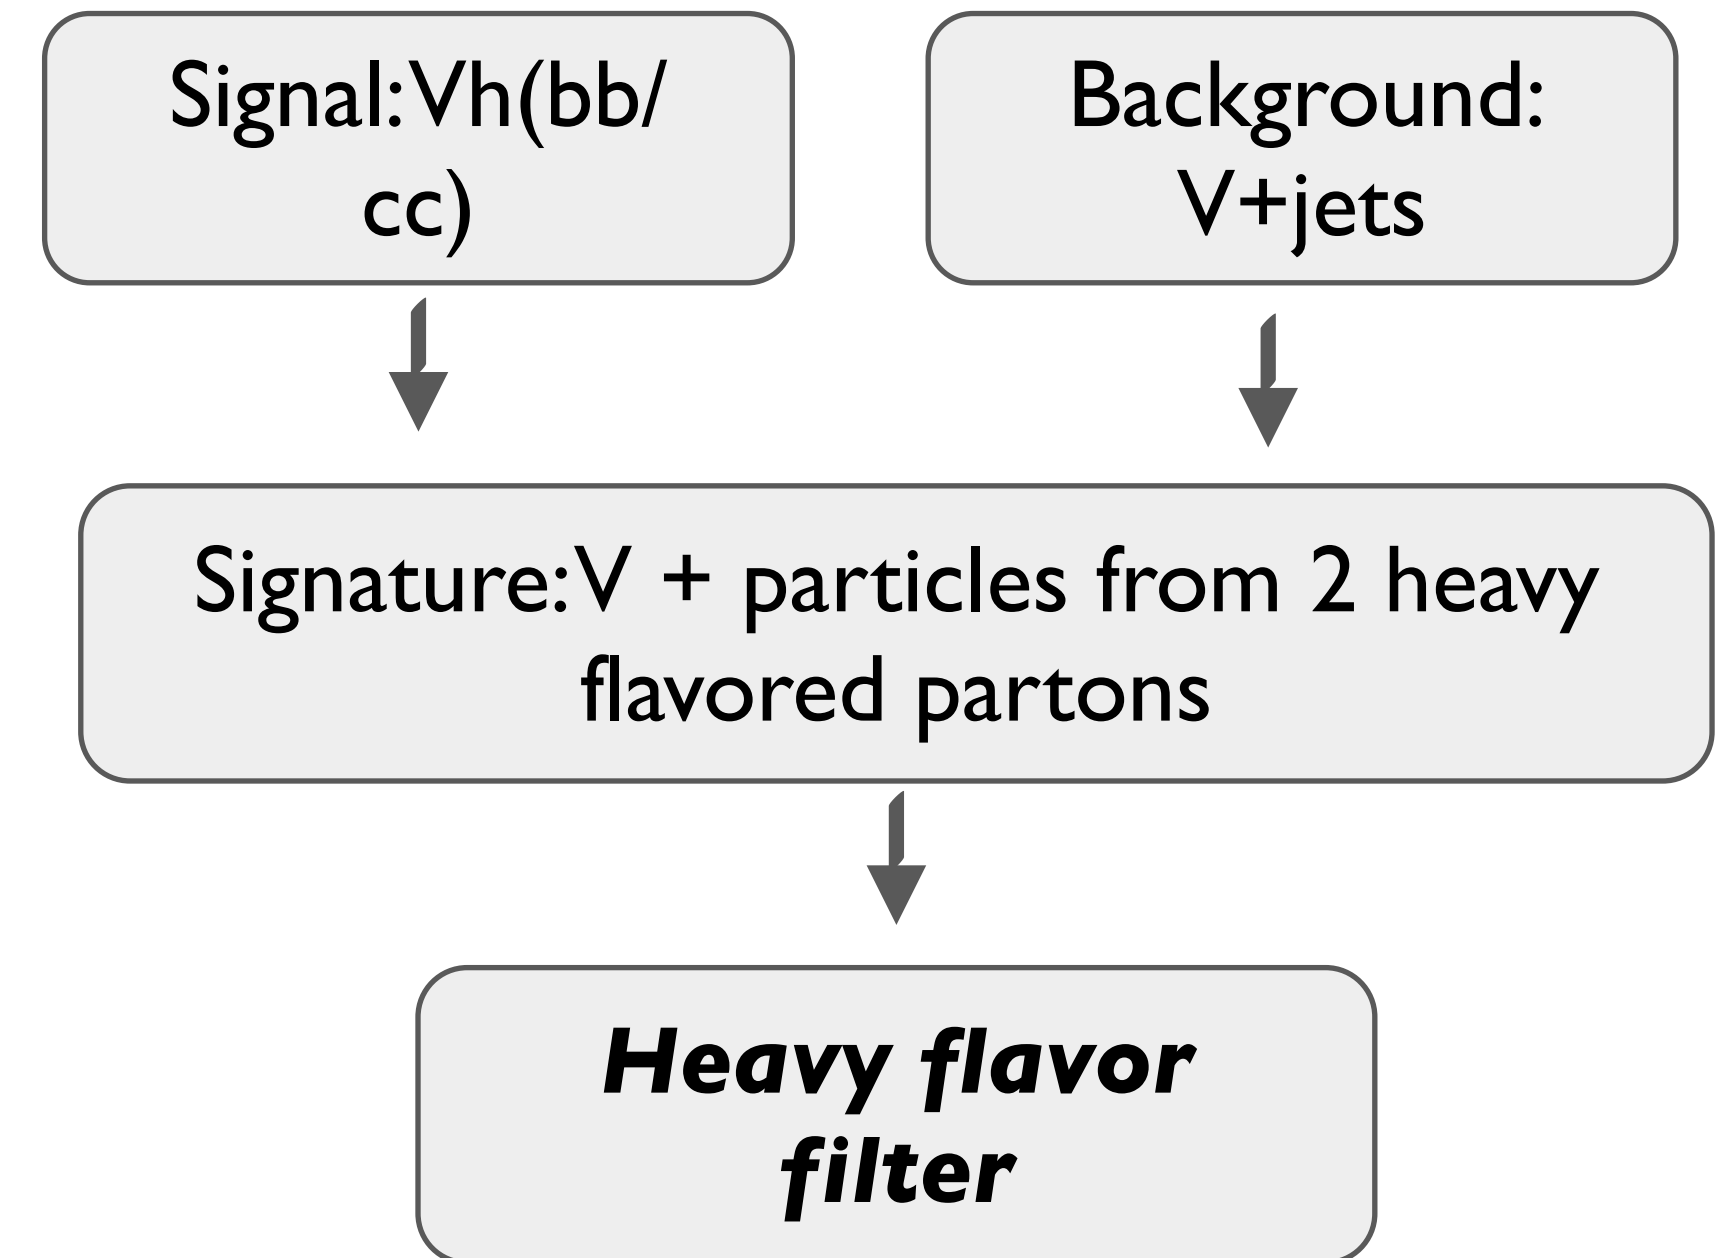 Signal: Vh(bb/
cc)
Background:
V+jets
Signature: V + particles from 2 heavy
flavored partons
Heavy flavor
filter